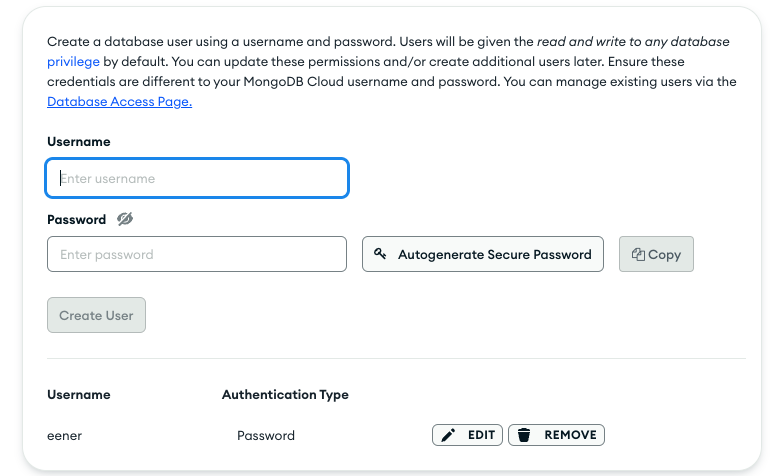 Create a database user using a username and password. Users will be given the read and write to any database
privilege by default. You can update these permissions and/or create additional users later. Ensure these
credentials are different to your MongoDB Cloud username and password. You can manage existing users via the
Database Access Page.
Username
Enter username
Password
Enter password
Autogenerate Secure Password
Copy
Create User
Username Authentication Type
eener Password EDIT REMOVE